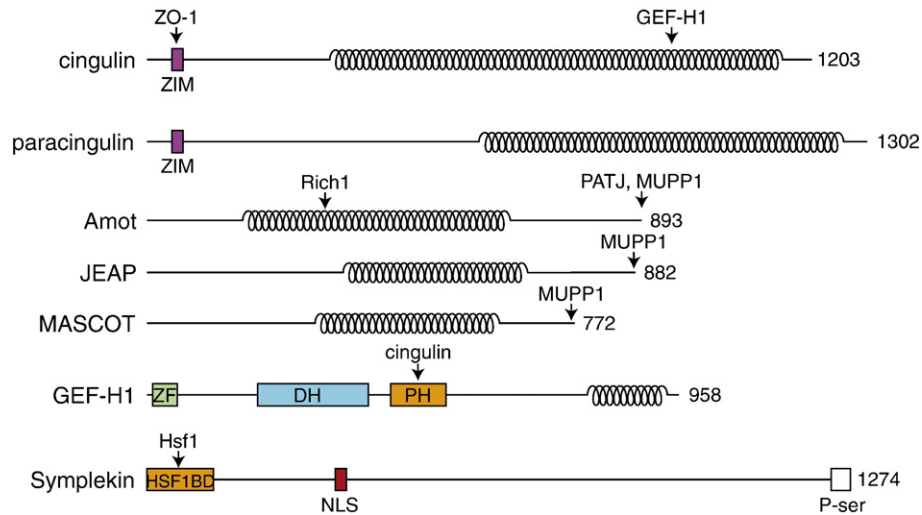 ZO-1 GEF-H1
cingulin 1203
ZIM
paracingulin 1302
ZIM
Rich1 PATJ, MUPP1
Amot 893
MUPP1
JEAP 882
MUPP1
MASCOT 772
cingulin
GEF-H1 ZF DH PH 958
Hsf1
Symplekin HSF1BD 1274
NLS P-ser